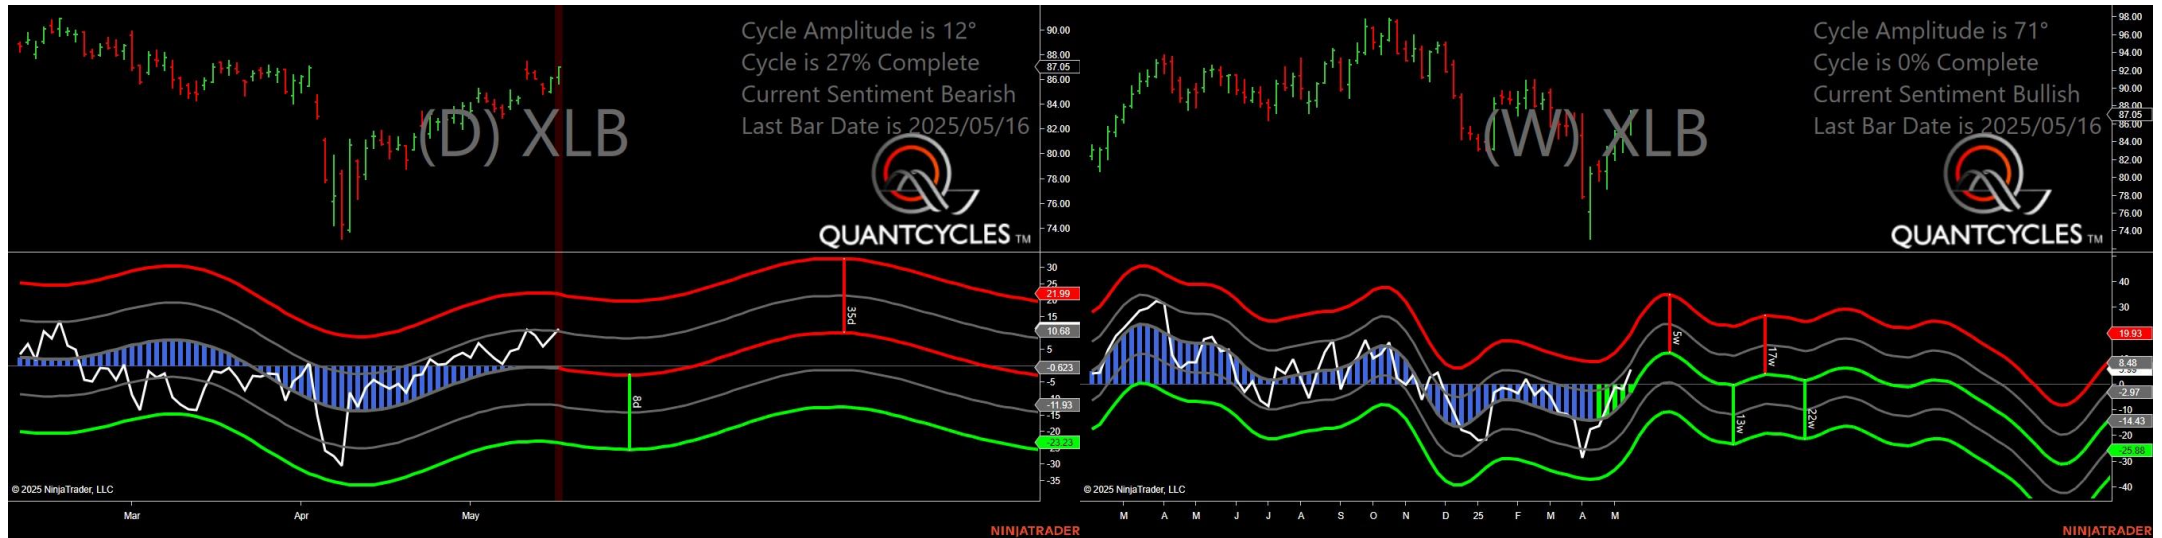 Cycle Amplitude is 12°
Cycle is 27% Complete
Current Sentiment Bearish
Last Bar Date is 2025/05/16
(D) XLB
QUANTCYCLES TM
90.00
88.00
87.05
86.00
84.00
82.00
80.00
78.00
76.00
74.00
30
25
21.99
20
15
10.68
5
-0.623
-5
-11.93
-15
-20
-23.23
-30
-35
35d
8d
© 2025 NinjaTrader, LLC
Mar
Apr
May
NINJATRADER
Cycle Amplitude is 71°
Cycle is 0% Complete
Current Sentiment Bullish
Last Bar Date is 2025/05/16
(W) XLB
QUANTCYCLES TM
98.00
96.00
94.00
92.00
90.00
88.00
87.05
86.00
84.00
82.00
80.00
78.00
76.00
74.00
40
30
19.93
8.48
-2.97
-10
-14.43
-20
-25.88
-30
-40
5w
17w
13w
22w
© 2025 NinjaTrader, LLC
M A M J J A S O N D 25 F M A M
NINJATRADER